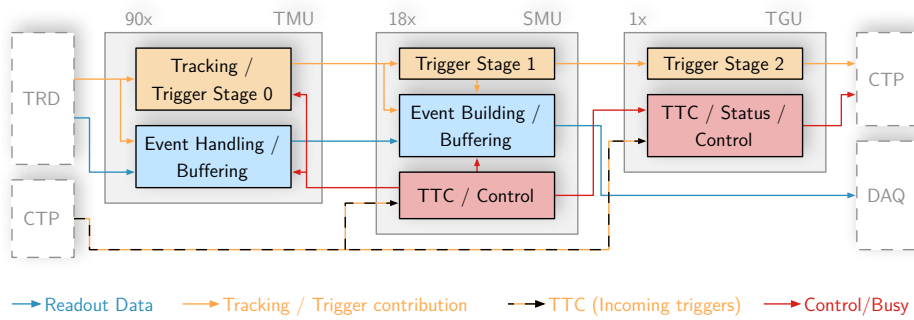 90x TMU
18x SMU
1x TGU
TRD
CTP
Tracking /
Trigger Stage 0
Event Handling /
Buffering
Trigger Stage 1
Event Building /
Buffering
TTC / Control
Trigger Stage 2
TTC / Status /
Control
CTP
DAQ
Readout Data
Tracking / Trigger contribution
TTC (Incoming triggers)
Control/Busy